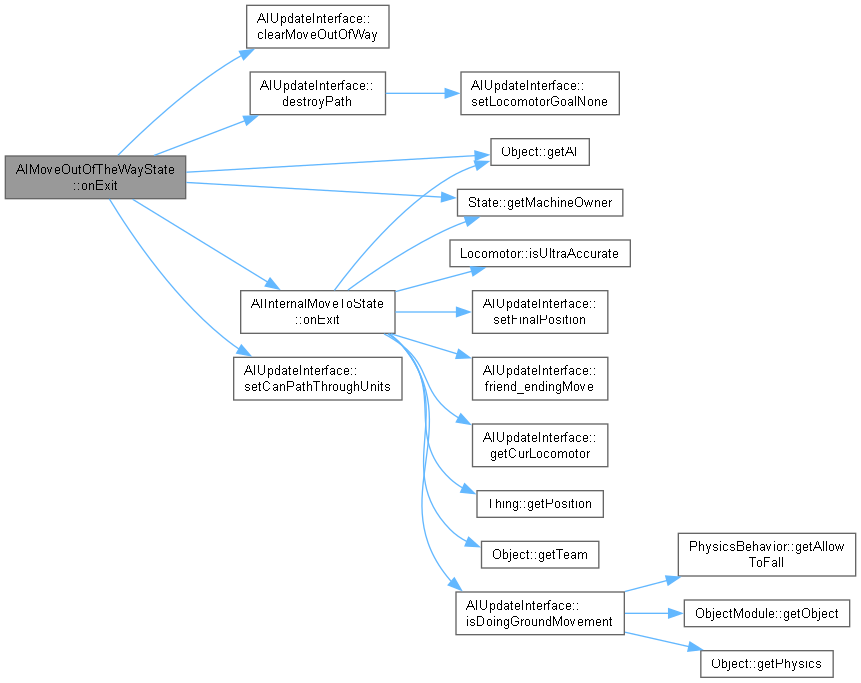 AIUpdateInterface::
clearMoveOutOfWay
AIUpdateInterface::
destroyPath
AIUpdateInterface::
setLocomotorGoalNone
Object::getAI
AIMoveOutOfTheWayState
::onExit
State::getMachineOwner
Locomotor::isUltraAccurate
AIInternalMoveToState
::onExit
AIUpdateInterface::
setFinalPosition
AIUpdateInterface::
setCanPathThroughUnits
AIUpdateInterface::
friend_endingMove
AIUpdateInterface::
getCurLocomotor
Thing::getPosition
Object::getTeam
AIUpdateInterface::
isDoingGroundMovement
PhysicsBehavior::getAllow
ToFall
ObjectModule::getObject
Object::getPhysics